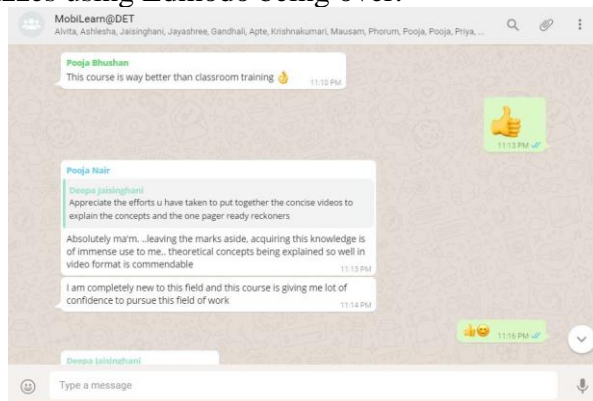 MobiLearn@DET
Alvita, Ashlesha, Jaisinghani, Jayashree, Gandhali, Apte, Krishnakumari, Mausam, Phorum, Pooja, Pooja, Priya, ...
Pooja Bhushan
This course is way better than classroom training 👌
11:10 PM
👍
11:13 PM
Pooja Nair
Deepa Jaisinghani
Appreciate the efforts u have taken to put together the concise videos to
explain the concepts and the one pager ready reckoners
Absolutely ma'm. ..leaving the marks aside, acquiring this knowledge is
of immense use to me.. theoretical concepts being explained so well in
video format is commendable
11:13 PM
I am completely new to this field and this course is giving me lot of
confidence to pursue this field of work
11:14 PM
👍😊 11:16 PM
Deepa Jaisinghani
Type a message